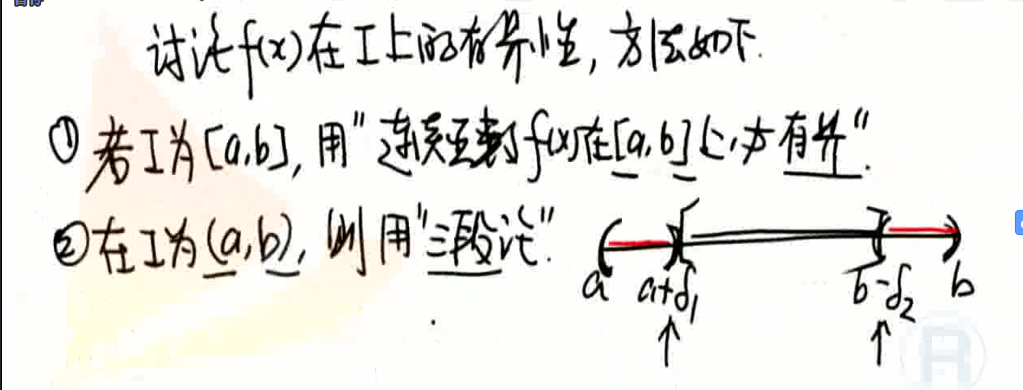 讨论f(x)在I上的有界性,方法如下.
① 若I为[a,b],用"连续函数f(x)在[a,b]上必有界".
② 在I为(a,b),则用"三段论".
a a+δ₁ b-δ₂ b